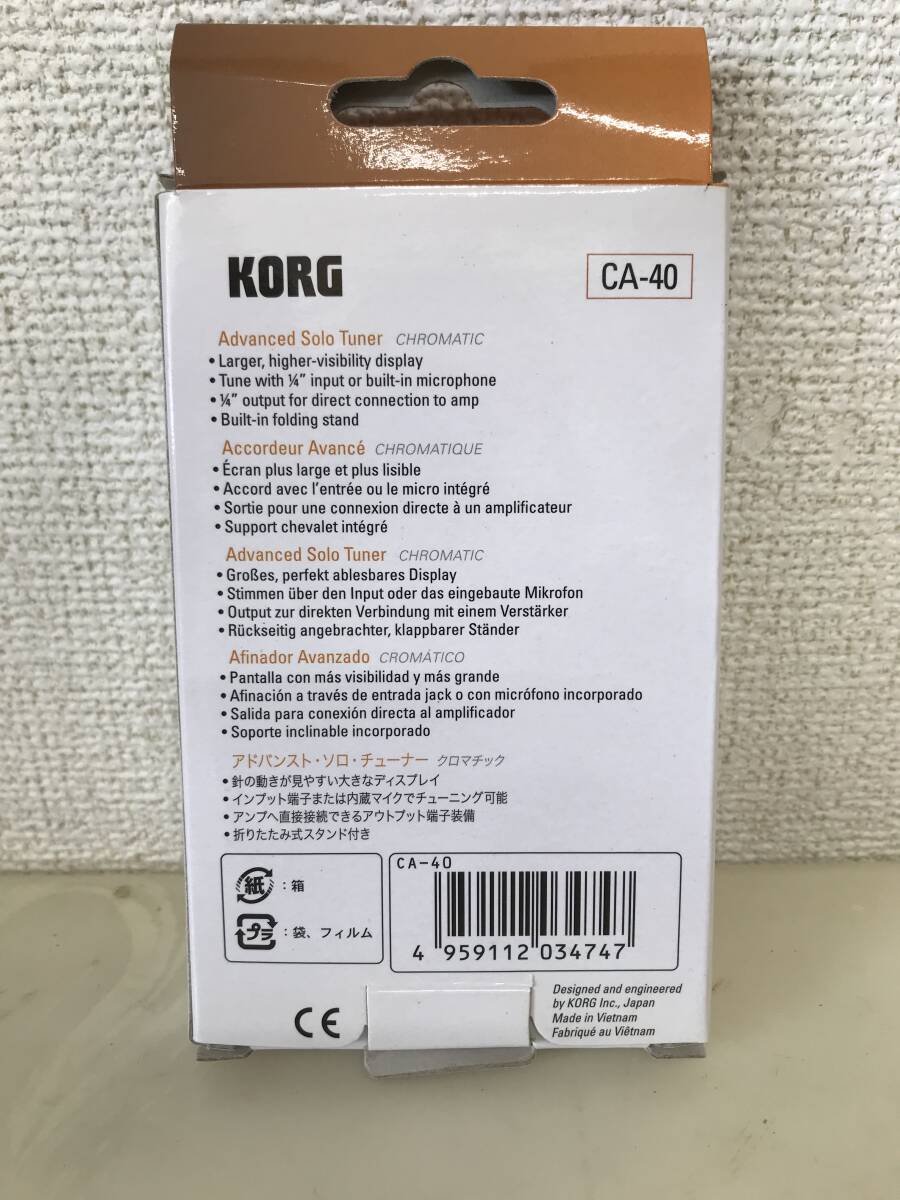 KORG
CA-40
Advanced Solo Tuner CHROMATIC
• Larger, higher-visibility display
• Tune with ¼" input or built-in microphone
• ¼" output for direct connection to amp
• Built-in folding stand
Accordeur Avancé CHROMATIQUE
• Écran plus large et plus lisible
• Accord avec l'entrée ou le micro intégré
• Sortie pour une connexion directe à un amplificateur
• Support chevalet intégré
Advanced Solo Tuner CHROMATIC
• Großes, perfekt ablesbares Display
• Stimmen über den Input oder das eingebaute Mikrofon
• Output zur direkten Verbindung mit einem Verstärker
• Rückseitig angebrachter, klappbarer Ständer
Afinador Avanzado CROMÁTICO
• Pantalla con más visibilidad y más grande
• Afinación a través de entrada jack o con micrófono incorporado
• Salida para conexión directa al amplificador
• Soporte inclinable incorporado
アドバンスト・ソロ・チューナー クロマチック
• 針の動きが見やすい大きなディスプレイ
• インプット端子または内蔵マイクでチューニング可能
• アンプへ直接接続できるアウトプット端子装備
• 折りたたみ式スタンド付き
紙 : 箱
プラ : 袋、フィルム
CA-40
4 959112 034747
CE
Designed and engineered
by KORG Inc., Japan
Made in Vietnam
Fabriqué au Viêtnam